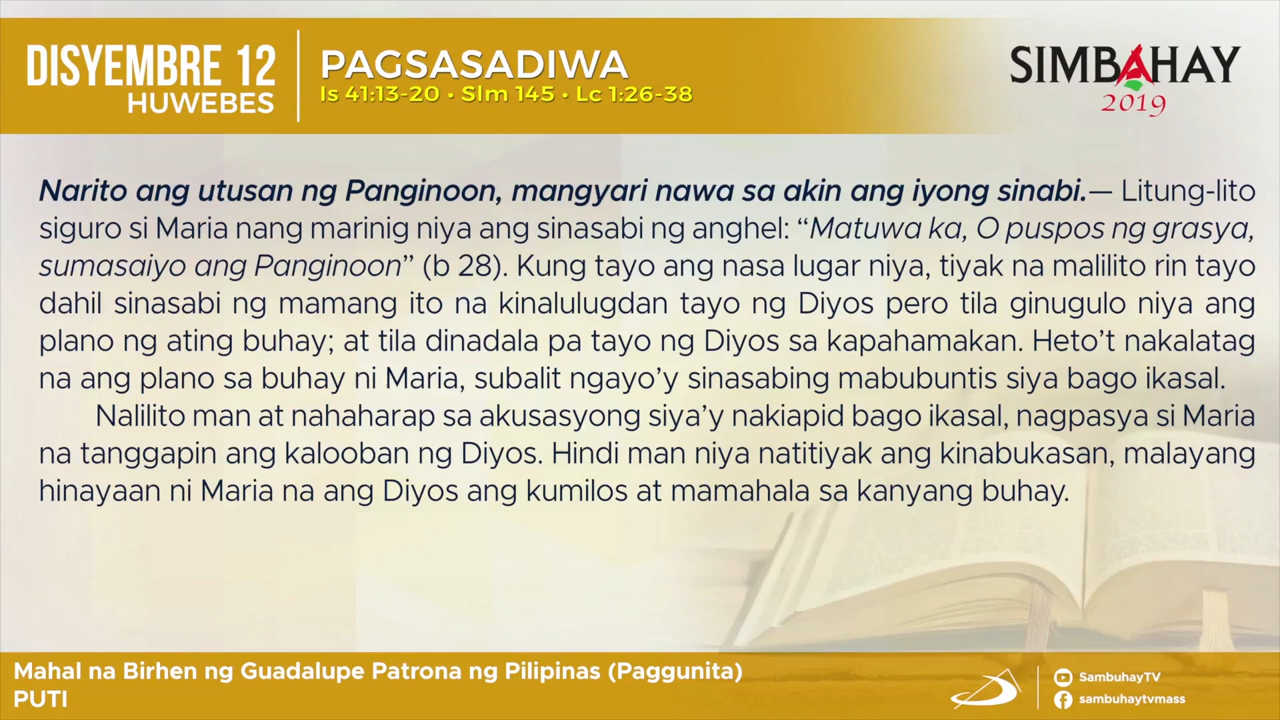 DISYEMBRE 12
HUWEBES
PAGSASADIWA
Is 41:13-20 • Slm 145 • Lc 1:26-38
SIMBAHAY
2019
Narito ang utusan ng Panginoon, mangyari nawa sa akin ang iyong sinabi.— Litung-lito
siguro si Maria nang marinig niya ang sinasabi ng anghel: “Matuwa ka, O puspos ng grasya,
sumasaiyo ang Panginoon” (b 28). Kung tayo ang nasa lugar niya, tiyak na malilito rin tayo
dahil sinasabi ng mamang ito na kinalulugdan tayo ng Diyos pero tila ginugulo niya ang
plano ng ating buhay; at tila dinadala pa tayo ng Diyos sa kapahamakan. Heto’t nakalatag
na ang plano sa buhay ni Maria, subalit ngayo’y sinasabing mabubuntis siya bago ikasal.
Nalilito man at nahaharap sa akusasyong siya’y nakiapid bago ikasal, nagpasya si Maria
na tanggapin ang kalooban ng Diyos. Hindi man niya natitiyak ang kinabukasan, malayang
hinayaan ni Maria na ang Diyos ang kumilos at mamahala sa kanyang buhay.
Mahal na Birhen ng Guadalupe Patrona ng Pilipinas (Paggunita)
PUTI
SambuhayTV
sambuhaytvmass